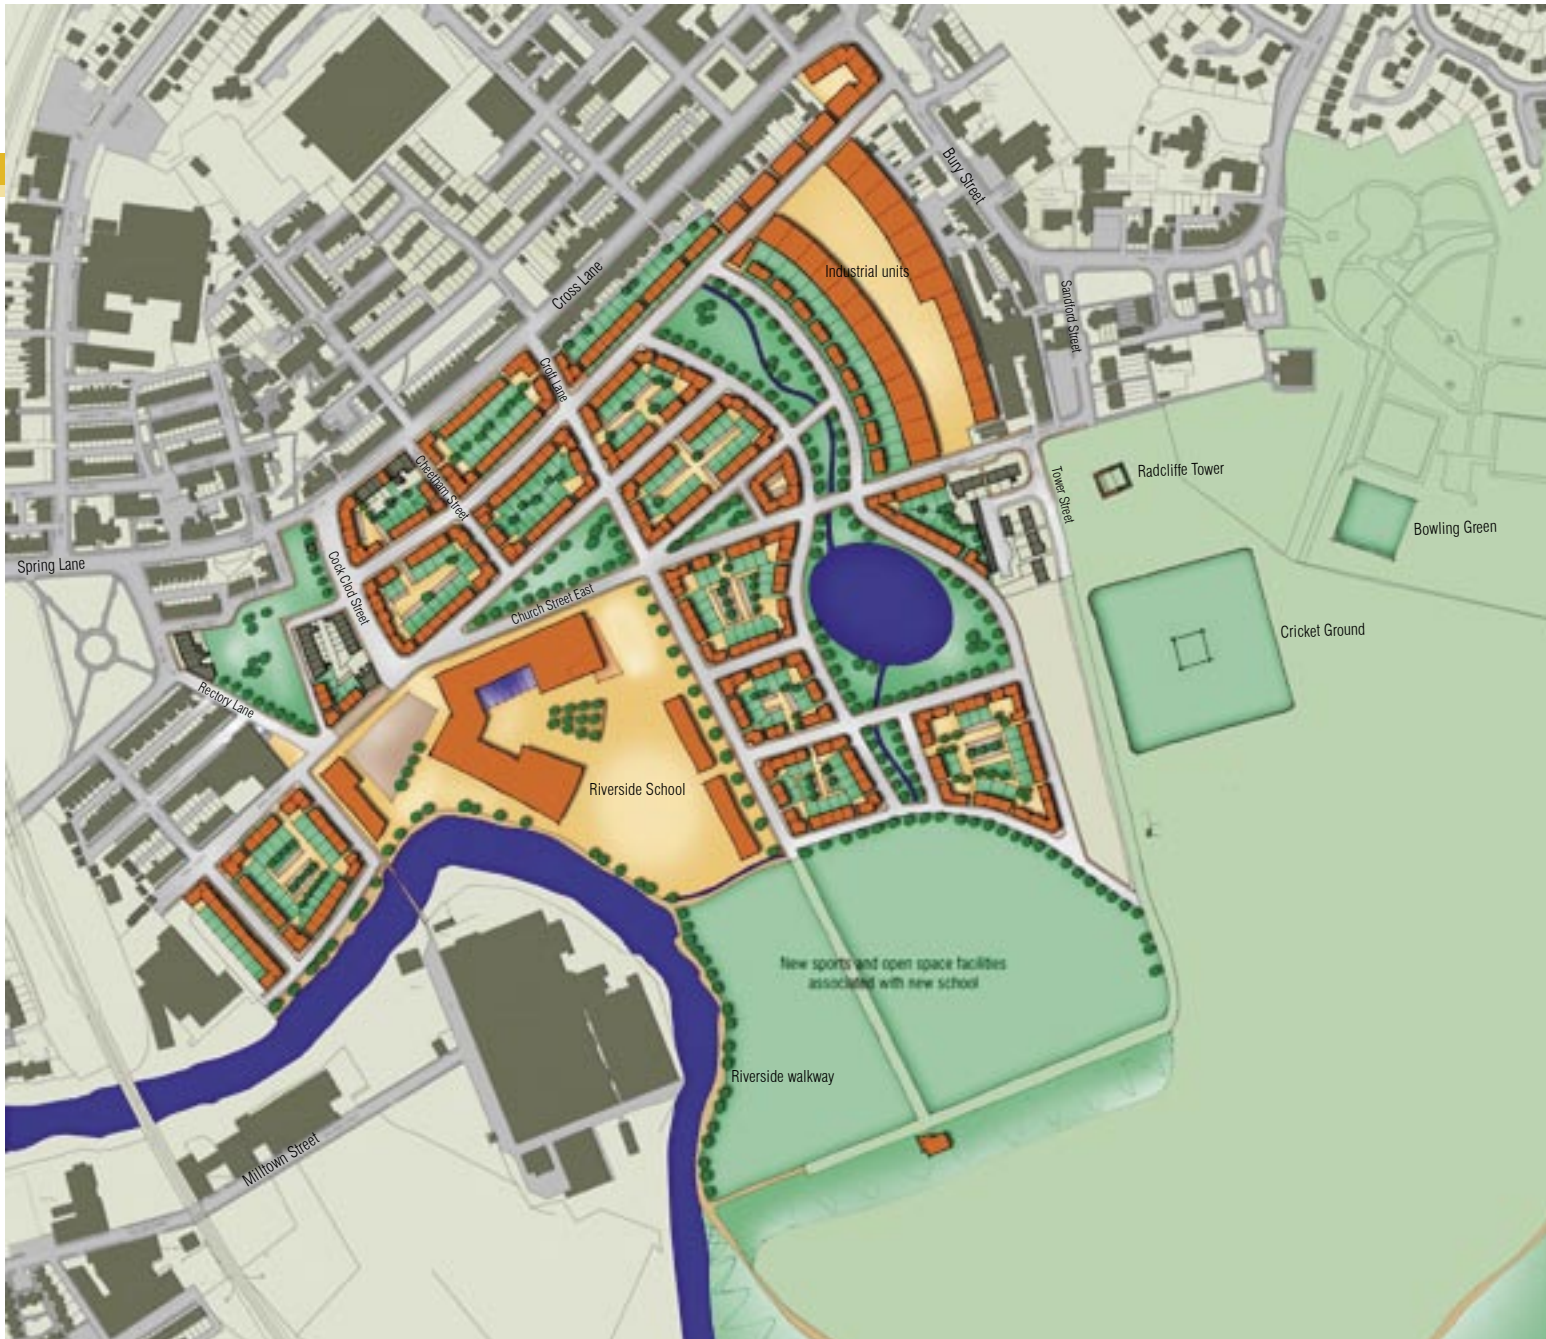 Bury Street
Industrial units
Cross Lane
Sandford Street
Croft Lane
Cheetham Street
Radcliffe Tower
Tower Street
Bowling Green
Spring Lane
Cock Clod Street
Church Street East
Cricket Ground
Rectory Lane
Riverside School
New sports and open space facilities
associated with new school
Riverside walkway
Milltown Street